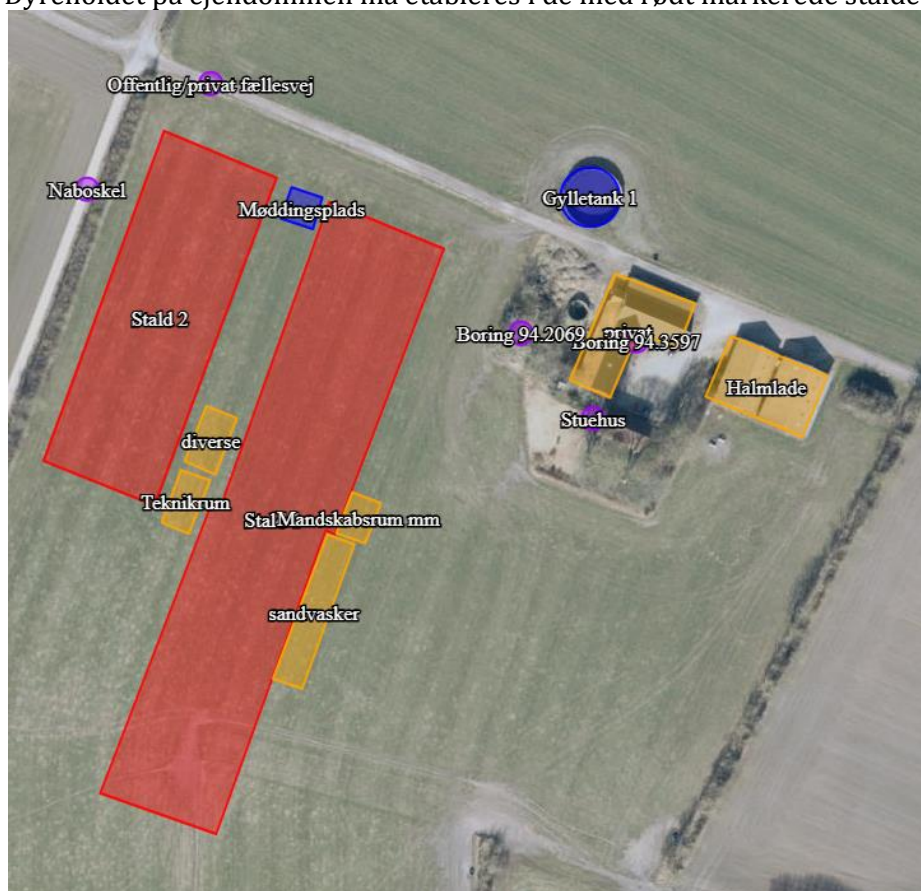 Dyreholdet på ejendommen må etableres i de med rødt markerede stalde
Offentlig/privat fællesvej
Naboskel
Møddingsplads
Gylletank 1
Stald 2
Boring 94.2069
privat
Boring 94.3597
Halmlade
Stuehus
diverse
Teknikrum
Mandskabsrum mm
sandvasker